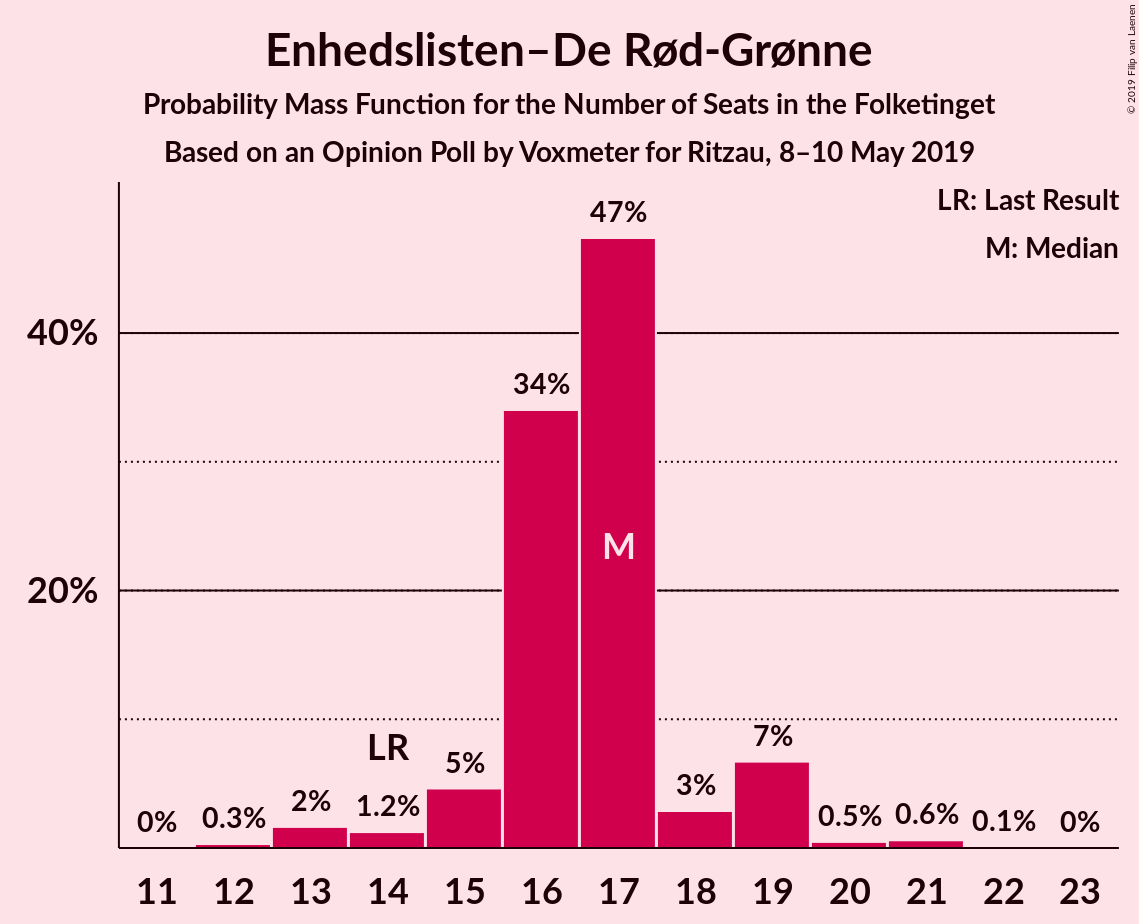 Enhedslisten–De Rød-Grønne
Probability Mass Function for the Number of Seats in the Folketinget
Based on an Opinion Poll by Voxmeter for Ritzau, 8–10 May 2019
© 2019 Filip van Laenen
LR: Last Result
M: Median
47%
40%
34%
M
20%
LR
7%
5%
3%
2%
1.2%
0% 0.3% 0.5% 0.6% 0.1% 0%
11 12 13 14 15 16 17 18 19 20 21 22 23